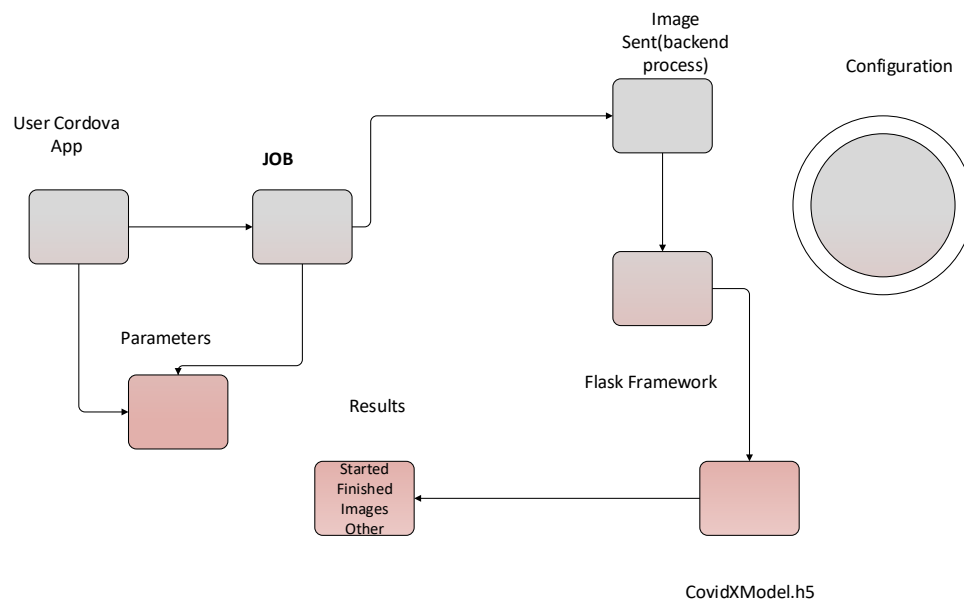 Image
Sent(backend
process)
Configuration
User Cordova
App
JOB
Parameters
Flask Framework
Results
Started
Finished
Images
Other
CovidXModel.h5